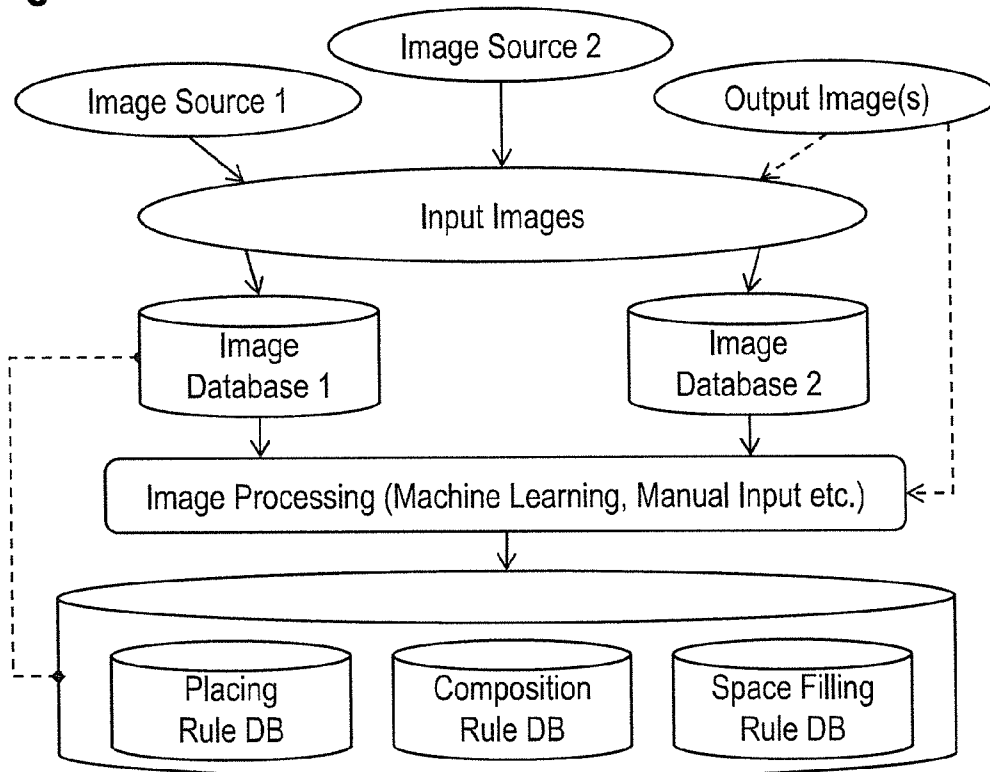 Image Source 2
Image Source 1
Output Image(s)
Input Images
Image
Database 1
Image
Database 2
Image Processing (Machine Learning, Manual Input etc.)
Placing
Rule DB
Composition
Rule DB
Space Filling
Rule DB